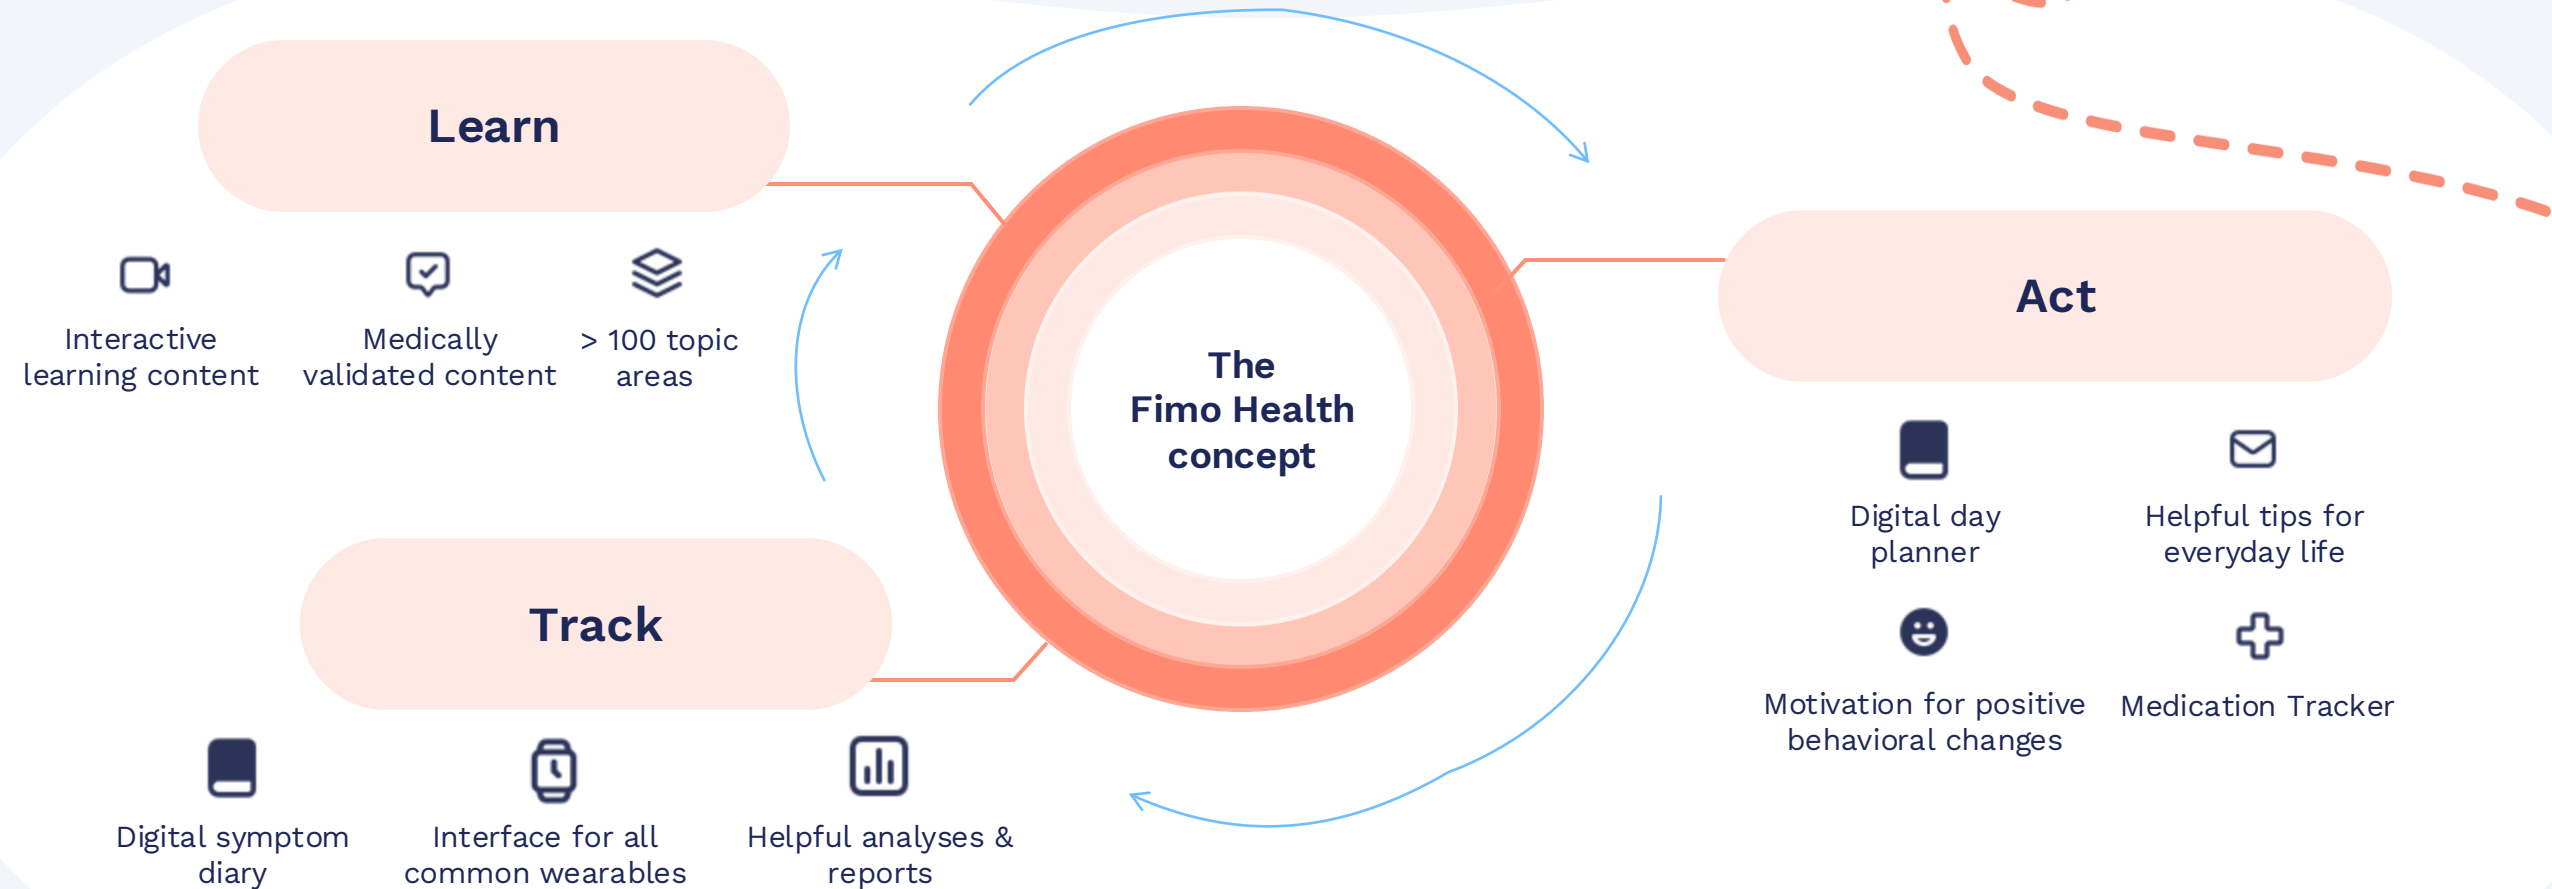 Learn
Interactive
learning content
Medically
validated content
> 100 topic
areas
The
Fimo Health
concept
Act
Digital day
planner
Helpful tips for
everyday life
Motivation for positive
behavioral changes
Medication Tracker
Track
Digital symptom
diary
Interface for all
common wearables
Helpful analyses &
reports